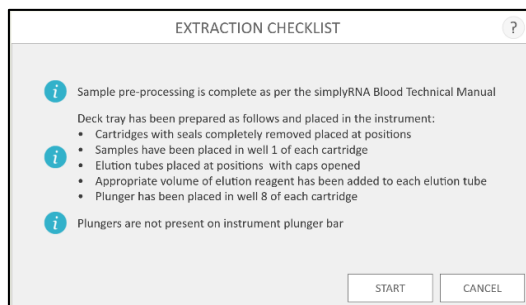 EXTRACTION CHECKLIST
?
i
Sample pre-processing is complete as per the simplyRNA Blood Technical Manual
Deck tray has been prepared as follows and placed in the instrument:
• Cartridges with seals completely removed placed at positions
• Samples have been placed in well 1 of each cartridge
i
• Elution tubes placed at positions with caps opened
• Appropriate volume of elution reagent has been added to each elution tube
• Plunger has been placed in well 8 of each cartridge
i
Plungers are not present on instrument plunger bar
START
CANCEL